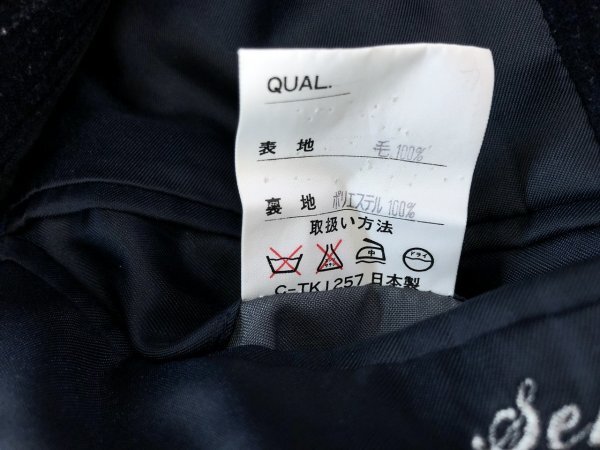 QUAL.
表地 毛 100%
裏地 ポリエステル 100%
取扱い方法
中 ドライ
C-TK1257 日本製
Se